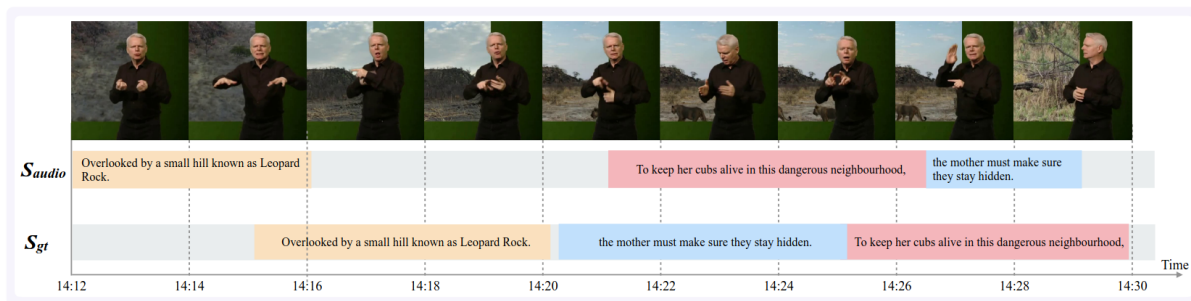 S_audio
Overlooked by a small hill known as Leopard
Rock.
To keep her cubs alive in this dangerous neighbourhood,
the mother must make sure
they stay hidden.
S_gt
Overlooked by a small hill known as Leopard Rock.
the mother must make sure they stay hidden.
To keep her cubs alive in this dangerous neighbourhood,
Time
14:12 14:14 14:16 14:18 14:20 14:22 14:24 14:26 14:28 14:30